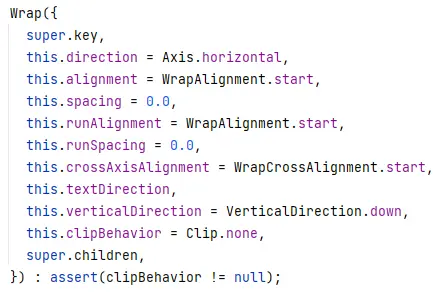 Wrap({
  super.key,
  this.direction = Axis.horizontal,
  this.alignment = WrapAlignment.start,
  this.spacing = 0.0,
  this.runAlignment = WrapAlignment.start,
  this.runSpacing = 0.0,
  this.crossAxisAlignment = WrapCrossAlignment.start,
  this.textDirection,
  this.verticalDirection = VerticalDirection.down,
  this.clipBehavior = Clip.none,
  super.children,
}) : assert(clipBehavior != null);